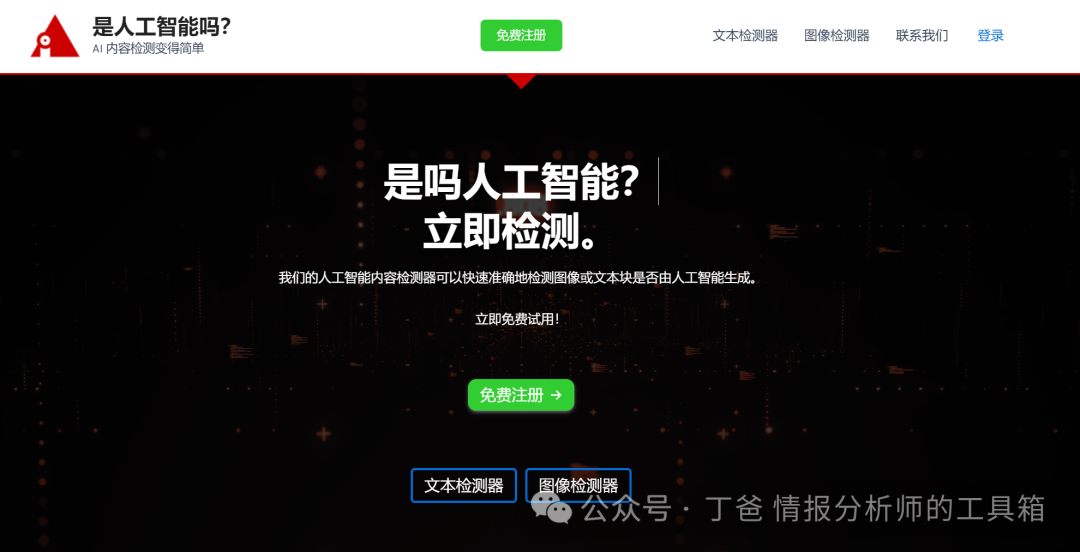 是人工智能吗?
AI 内容检测变得简单
免费注册
文本检测器
图像检测器
联系我们
登录
是吗人工智能?
立即检测。
我们的人工智能内容检测器可以快速准确地检测图像或文本块是否由人工智能生成。
立即免费试用!
免费注册 →
文本检测器
图像检测器
公众号 · 丁爸 情报分析师的工具箱